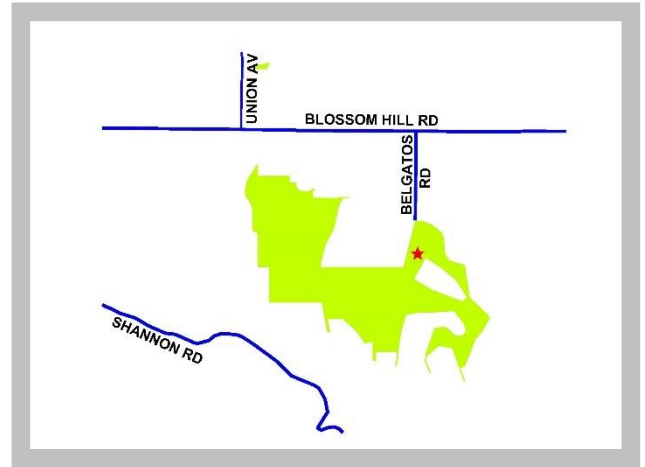 UNION AV
BLOSSOM HILL RD
BELGATOS
RD
SHANNON RD